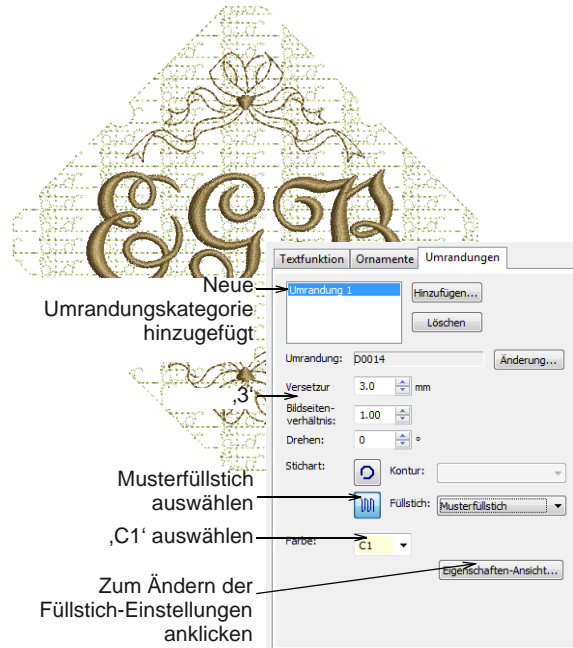 EGR
Textfunktion Ornamente Umrandungen
Neue
Umrandungskategorie
hinzugefügt
Umrandung 1
Hinzufügen...
Löschen
Umrandung: D0014 Änderung...
‚3‘
Versetzur 3.0 mm
Bildseiten-
verhältnis: 1.00
Drehen: 0 °
Musterfüllstich
auswählen
Stichart: Kontur:
Füllstich: Musterfüllstich
‚C1‘ auswählen
Farbe: C1
Eigenschaften-Ansicht...
Zum Ändern der
Füllstich-Einstellungen
anklicken